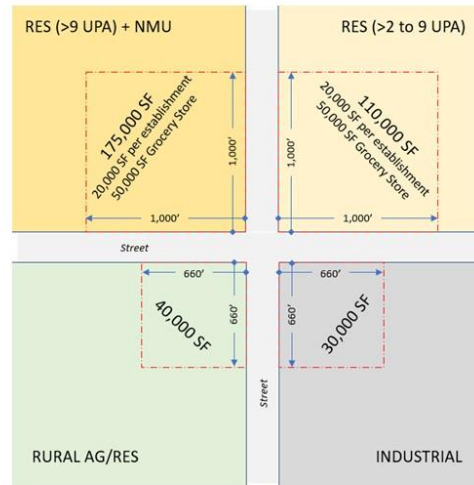 RES (>9 UPA) + NMU
RES (>2 to 9 UPA)
175,000 SF
20,000 SF per establishment
50,000 SF Grocery Store
1,000’
1,000’
110,000 SF
20,000 SF per establishment
50,000 SF Grocery Store
1,000’
1,000’
Street
660’
660’
40,000 SF
660’
660’
30,000 SF
Street
RURAL AG/RES
INDUSTRIAL